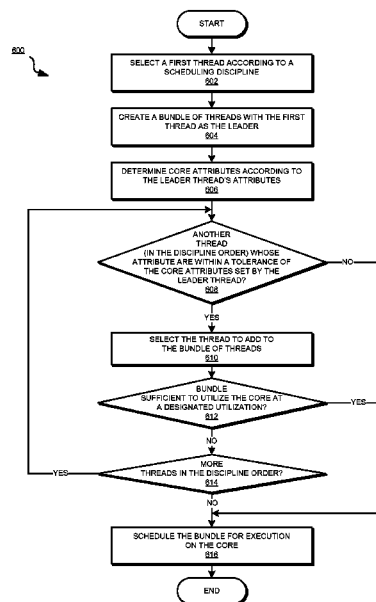 START
600
SELECT A FIRST THREAD ACCORDING TO A
SCHEDULING DISCIPLINE
602
CREATE A BUNDLE OF THREADS WITH THE FIRST
THREAD AS THE LEADER
604
DETERMINE CORE ATTRIBUTES ACCORDING TO
THE LEADER THREAD'S ATTRIBUTES
606
ANOTHER
THREAD
(IN THE DISCIPLINE ORDER) WHOSE
ATTRIBUTE ARE WITHIN A TOLERANCE OF
THE CORE ATTRIBUTES SET BY THE
LEADER THREAD?
608
NO
YES
SELECT THE THREAD TO ADD TO
THE BUNDLE OF THREADS
610
BUNDLE
SUFFICIENT TO UTILIZE THE CORE AT
A DESIGNATED UTILIZATION?
612
YES
NO
MORE
THREADS IN THE DISCIPLINE ORDER?
614
YES
NO
SCHEDULE THE BUNDLE FOR EXECUTION
ON THE CORE
616
END